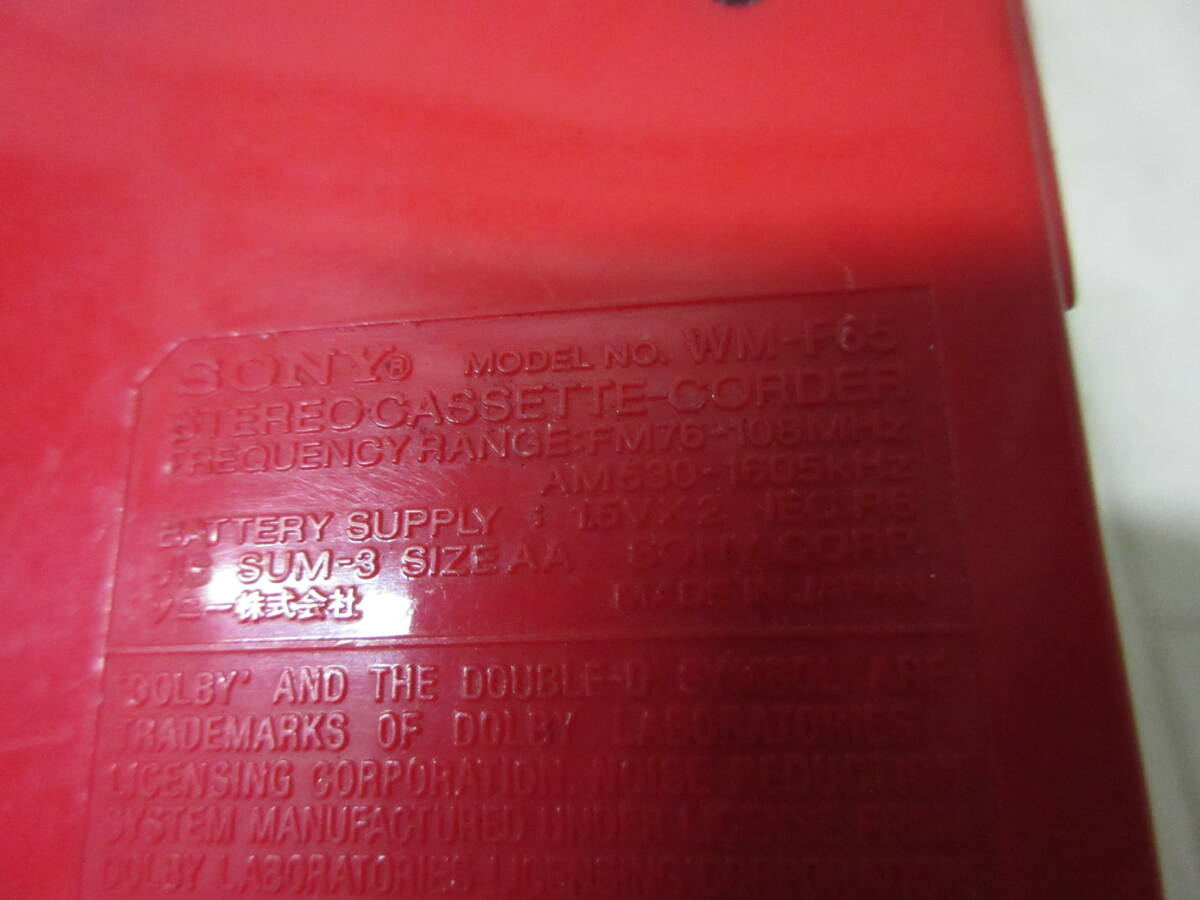 SONY® MODEL NO. WM-F65
STEREO CASSETTE-CORDER
FREQUENCY RANGE: FM76-108MHz
AM530-1605kHz
BATTERY SUPPLY : 1.5V×2 IEC R6
JIS SUM-3 SIZE AA SONY CORP.
ソニー株式会社 MADE IN JAPAN
'DOLBY' AND THE DOUBLE-D SYMBOL ARE
TRADEMARKS OF DOLBY LABORATORIES
LICENSING CORPORATION. NOISE REDUCTION
SYSTEM MANUFACTURED UNDER LICENSE FROM
DOLBY LABORATORIES LICENSING CORPORATION